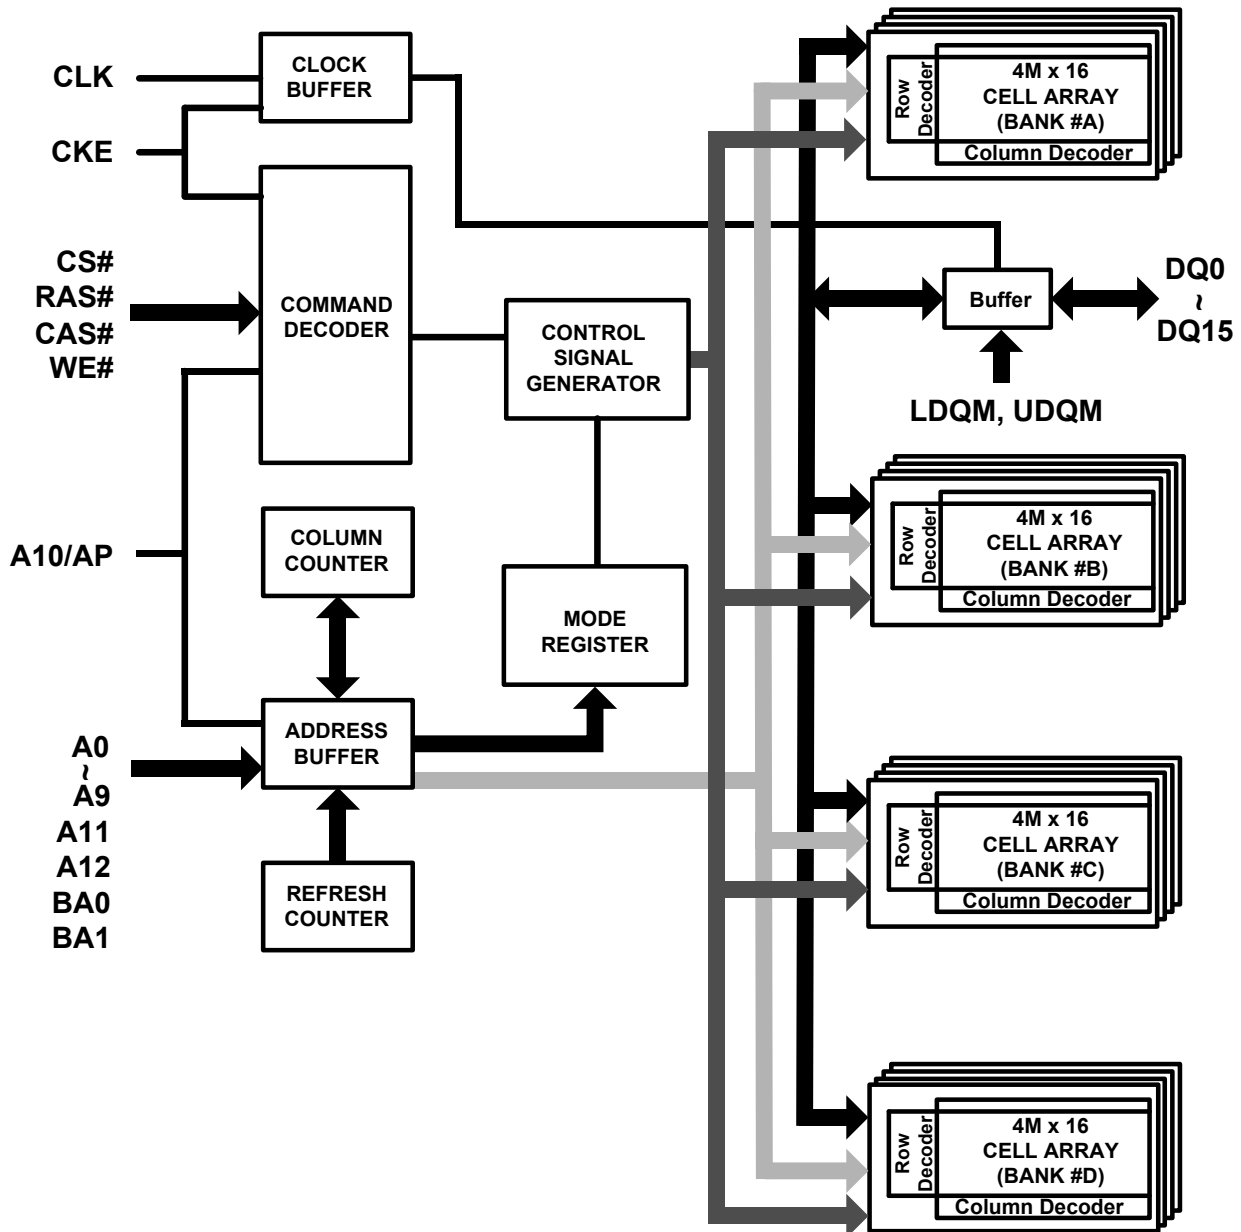 CLK
CKE
CLOCK
BUFFER
CS#
RAS#
CAS#
WE#
COMMAND
DECODER
CONTROL
SIGNAL
GENERATOR
A10/AP
COLUMN
COUNTER
MODE
REGISTER
A0
~
A9
A11
A12
BA0
BA1
ADDRESS
BUFFER
REFRESH
COUNTER
Row
Decoder
4M x 16
CELL ARRAY
(BANK #A)
Column Decoder
Buffer
DQ0
~
DQ15
LDQM, UDQM
Row
Decoder
4M x 16
CELL ARRAY
(BANK #B)
Column Decoder
Row
Decoder
4M x 16
CELL ARRAY
(BANK #C)
Column Decoder
Row
Decoder
4M x 16
CELL ARRAY
(BANK #D)
Column Decoder